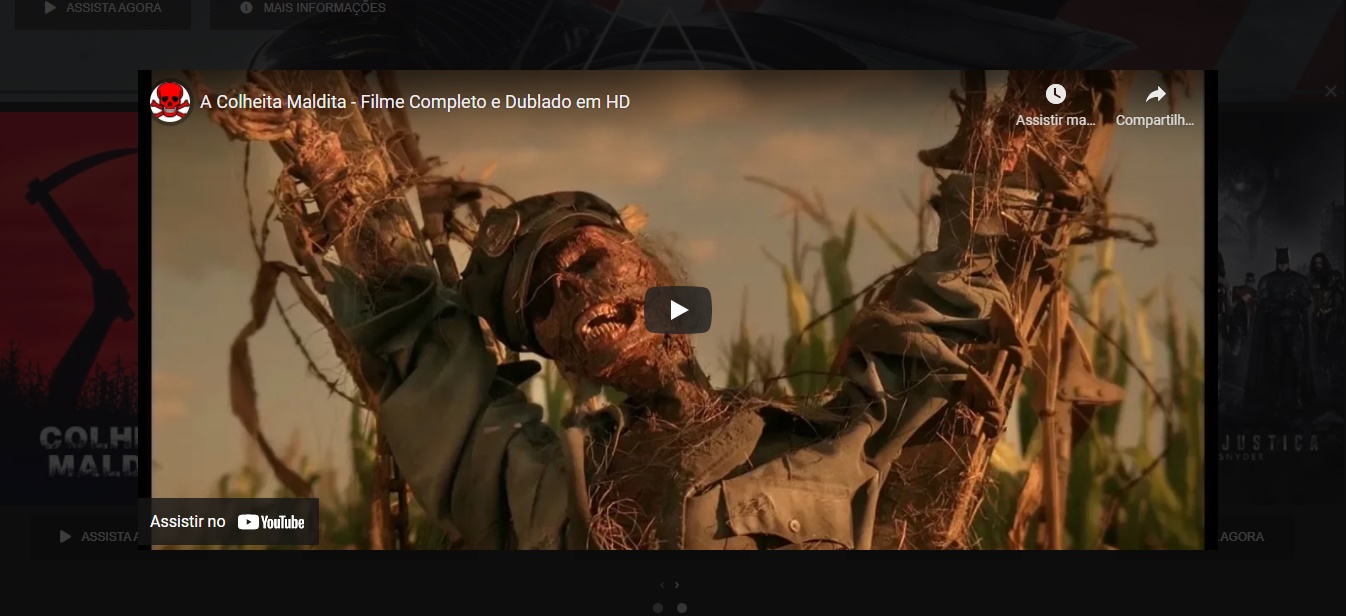 ASSISTA AGORA
MAIS INFORMAÇÕES
A Colheita Maldita - Filme Completo e Dublado em HD
Assistir ma...
Compartilh...
COLH
MALD
JUSTIÇA
SNYDER
Assistir no YouTube
ASSISTA A
AGORA